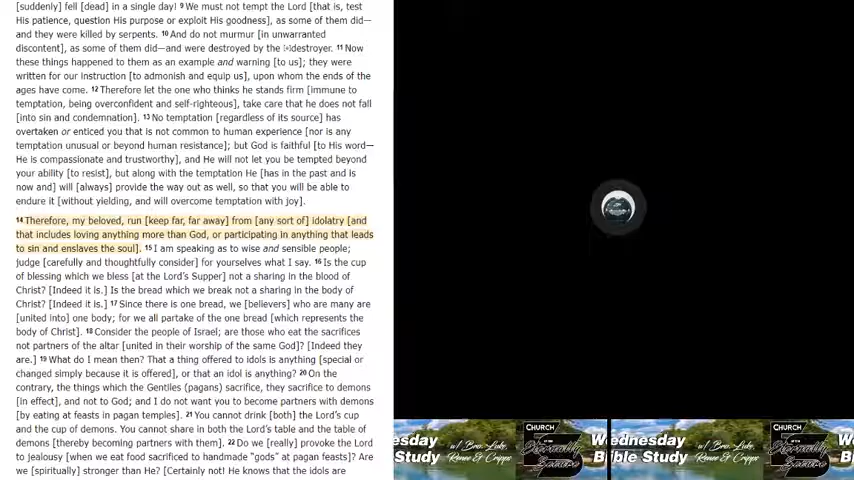 [suddenly] fell [dead] in a single day! 9 We must not tempt the Lord [that is, test
His patience, question His purpose or exploit His goodness], as some of them did—
and they were killed by serpents. 10 And do not murmur [in unwarranted
discontent], as some of them did—and were destroyed by the destroyer. 11 Now
these things happened to them as an example and warning [to us]; they were
written for our instruction [to admonish and equip us], upon whom the ends of the
ages have come. 12 Therefore let the one who thinks he stands firm [immune to
temptation, being overconfident and self-righteous], take care that he does not fall
[into sin and condemnation]. 13 No temptation [regardless of its source] has
overtaken or enticed you that is not common to human experience [nor is any
temptation unusual or beyond human resistance]; but God is faithful [to His word—
He is compassionate and trustworthy], and He will not let you be tempted beyond
your ability [to resist], but along with the temptation He [has in the past and is
now and] will [always] provide the way out as well, so that you will be able to
endure it [without yielding, and will overcome temptation with joy].
14 Therefore, my beloved, run [keep far, far away] from [any sort of] idolatry [and
that includes loving anything more than God, or participating in anything that leads
to sin and enslaves the soul]. 15 I am speaking as to wise and sensible people;
judge [carefully and thoughtfully consider] for yourselves what I say. 16 Is the cup
of blessing which we bless [at the Lord's Supper] not a sharing in the blood of
Christ? [Indeed it is.] Is the bread which we break not a sharing in the body of
Christ? [Indeed it is.] 17 Since there is one bread, we [believers] who are many are
[united into] one body; for we all partake of the one bread [which represents the
body of Christ]. 18 Consider the people of Israel; are those who eat the sacrifices
not partners of the altar [united in their worship of the same God]? [Indeed they
are.] 19 What do I mean then? That a thing offered to idols is anything [special or
changed simply because it is offered], or that an idol is anything? 20 On the
contrary, the things which the Gentiles (pagans) sacrifice, they sacrifice to demons
[in effect], and not to God; and I do not want you to become partners with demons
[by eating at feasts in pagan temples]. 21 You cannot drink [both] the Lord's cup
and the cup of demons. You cannot share in both the Lord's table and the table of
demons [thereby becoming partners with them]. 22 Do we [really] provoke the Lord
to jealousy [when we eat food sacrificed to handmade "gods" at pagan feasts]? Are
we [spiritually] stronger than He? [Certainly not! He knows that the idols are
esday
Study
w/ Bro. Luke,
Renee & Cripps
CHURCH
Eternally
Secure
Wednesday
Bible Study
w/ Bro. Luke,
Renee & Cripps
CHURCH
Eternally
Secure
We
Bi